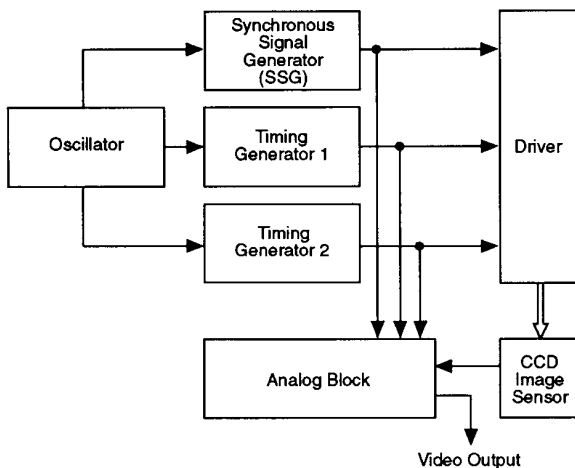 Synchronous
Signal
Generator
(SSG)
Oscillator
Timing
Generator 1
Driver
Timing
Generator 2
Analog Block
CCD
Image
Sensor
Video Output